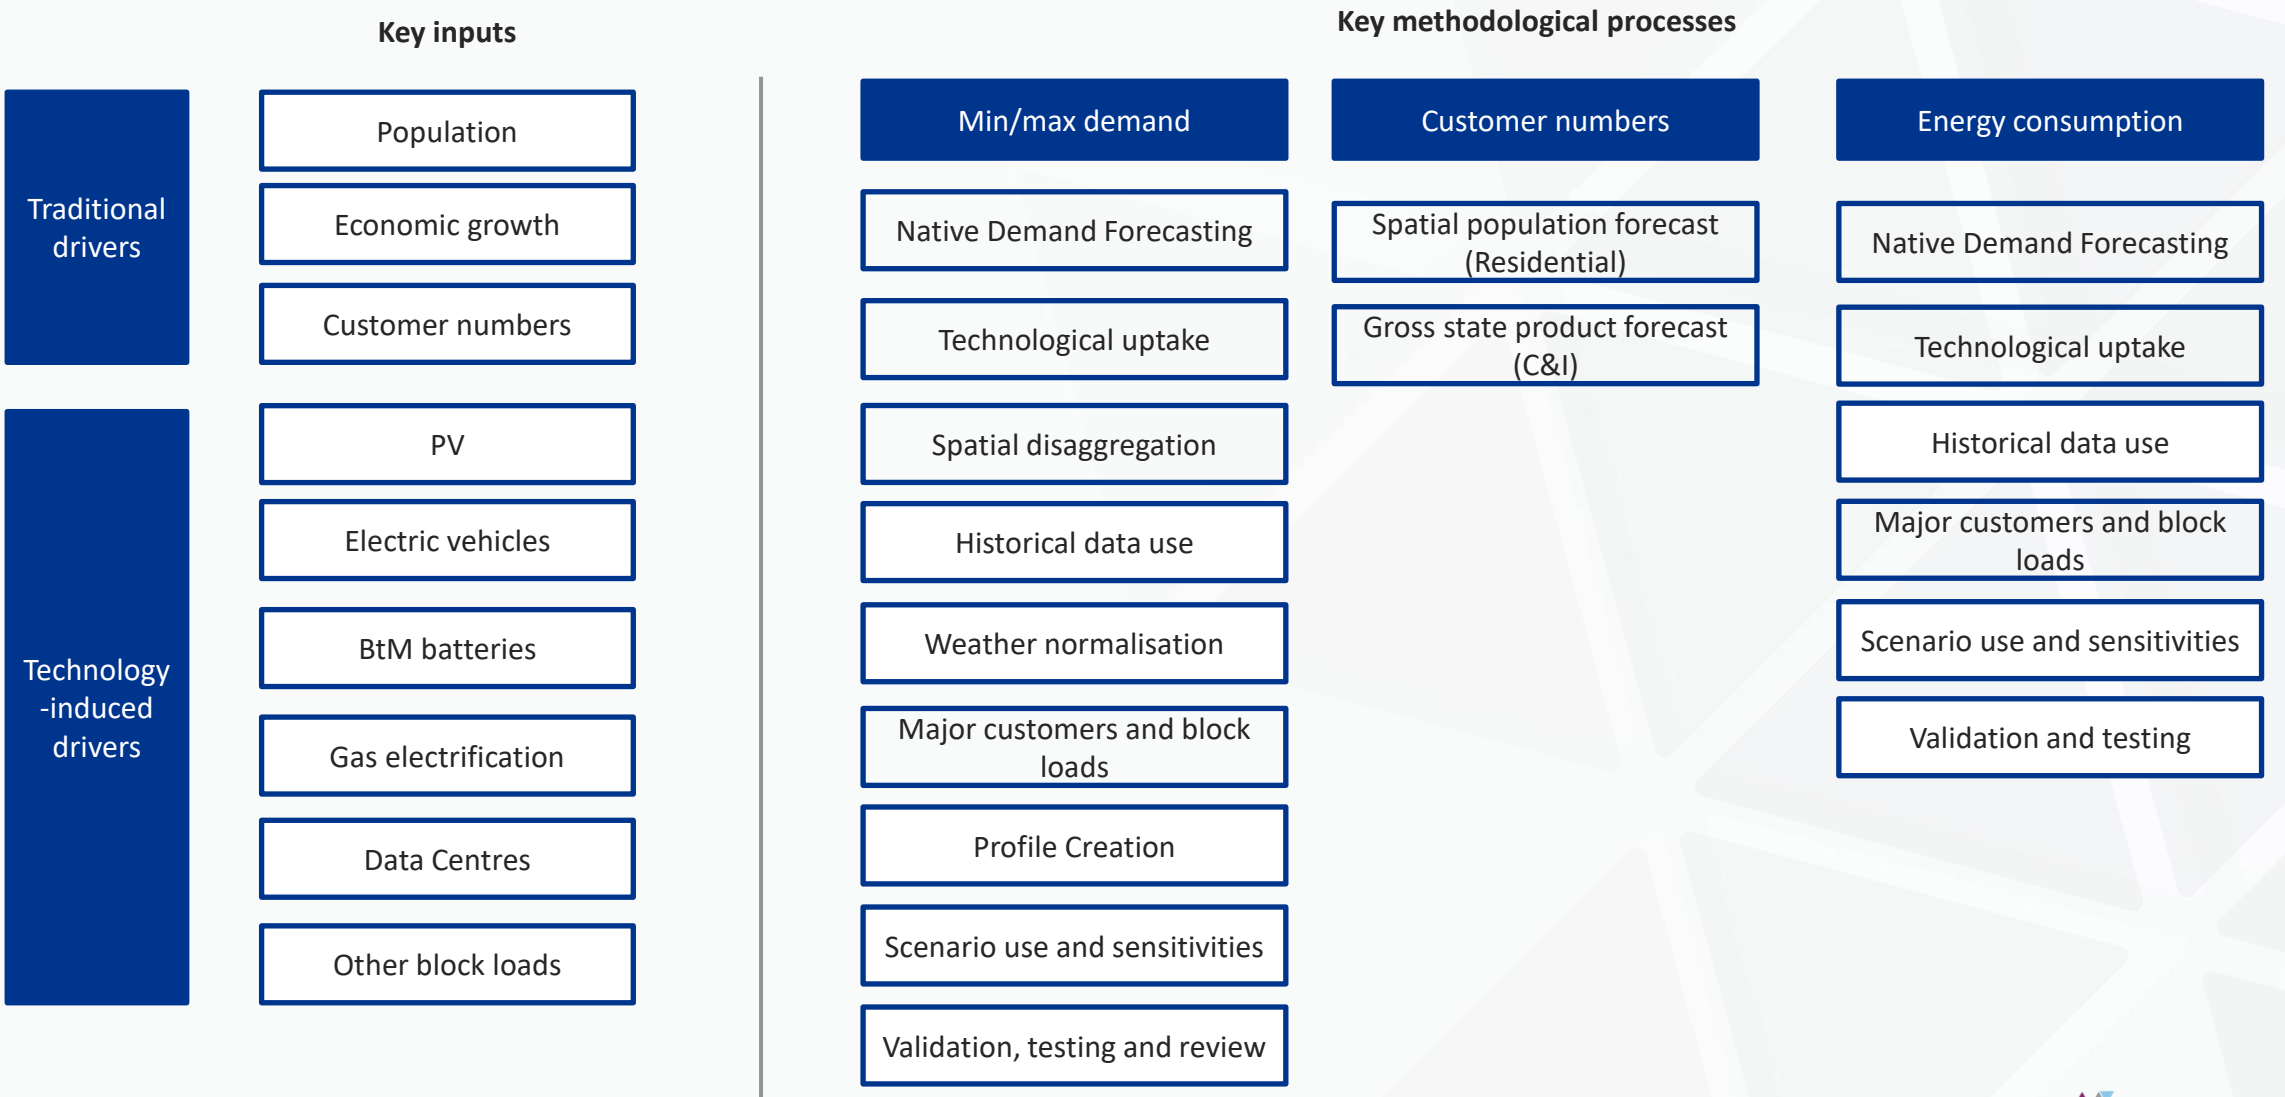 Key inputs
Traditional
drivers
Population
Economic growth
Customer numbers
Technology
-induced
drivers
PV
Electric vehicles
BtM batteries
Gas electrification
Data Centres
Other block loads
Key methodological processes
Min/max demand
Native Demand Forecasting
Technological uptake
Spatial disaggregation
Historical data use
Weather normalisation
Major customers and block
loads
Profile Creation
Scenario use and sensitivities
Validation, testing and review
Customer numbers
Spatial population forecast
(Residential)
Gross state product forecast
(C&I)
Energy consumption
Native Demand Forecasting
Technological uptake
Historical data use
Major customers and block
loads
Scenario use and sensitivities
Validation and testing